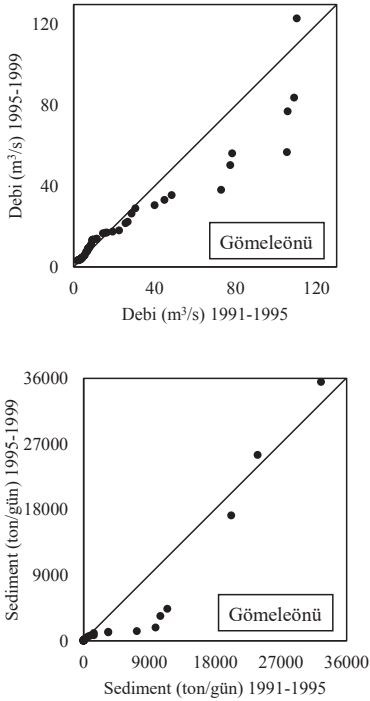 120
80
40
0
Debi (m³/s) 1995-1999
Gömeleönü
0 40 80 120
Debi (m³/s) 1991-1995
36000
27000
18000
9000
0
Sediment (ton/gün) 1995-1999
Gömeleönü
0 9000 18000 27000 36000
Sediment (ton/gün) 1991-1995